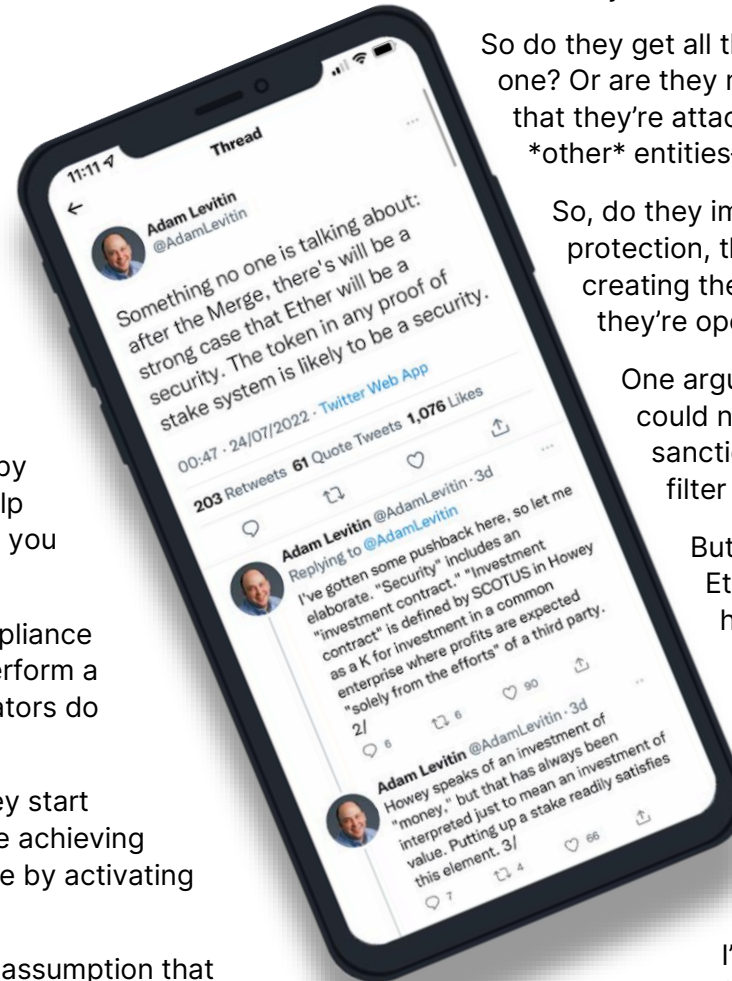 So do they get all th
one? Or are they
that they're attac
*other* entities-
So, do they im
protection, th
creating the
they're ope
One argu
could n
sanctio
filter
But
Et
h
I'
by
lp
you
pliance
erform a
ators do
ey start
e achieving
e by activating
assumption that
11:11
Thread
Adam Levitin
@AdamLevitin
Something no one is talking about:
after the Merge, there's will be a
strong case that Ether will be a
security. The token in any proof of
stake system is likely to be a security.
00:47 · 24/07/2022 · Twitter Web App
203 Retweets 61 Quote Tweets 1,076 Likes
Adam Levitin @AdamLevitin · 3d
Replying to @AdamLevitin
I've gotten some pushback here, so let me
elaborate. "Security" includes an
"investment contract." "Investment
contract" is defined by SCOTUS in Howey
as a K for investment in a common
enterprise where profits are expected
"solely from the efforts" of a third party.
2/
6 6 90
Adam Levitin @AdamLevitin · 3d
Howey speaks of an investment of
"money," but that has always been
interpreted just to mean an investment of
value. Putting up a stake readily satisfies
this element. 3/
7 4 66